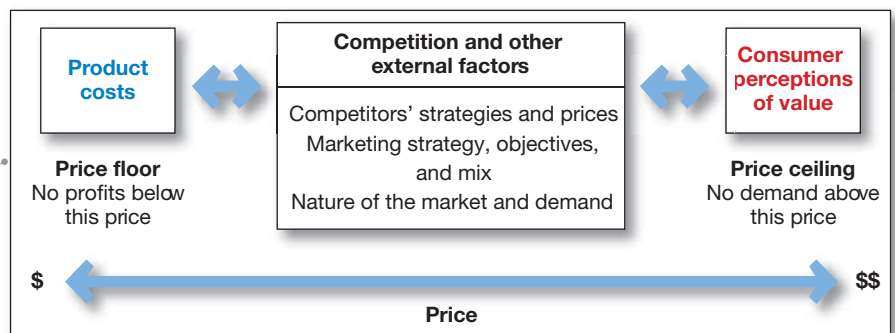 Product
costs
Price floor
No profits below
this price
Competition and other
external factors
Competitors’ strategies and prices
Marketing strategy, objectives,
and mix
Nature of the market and demand
Consumer
perceptions
of value
Price ceiling
No demand above
this price
$
$$
Price